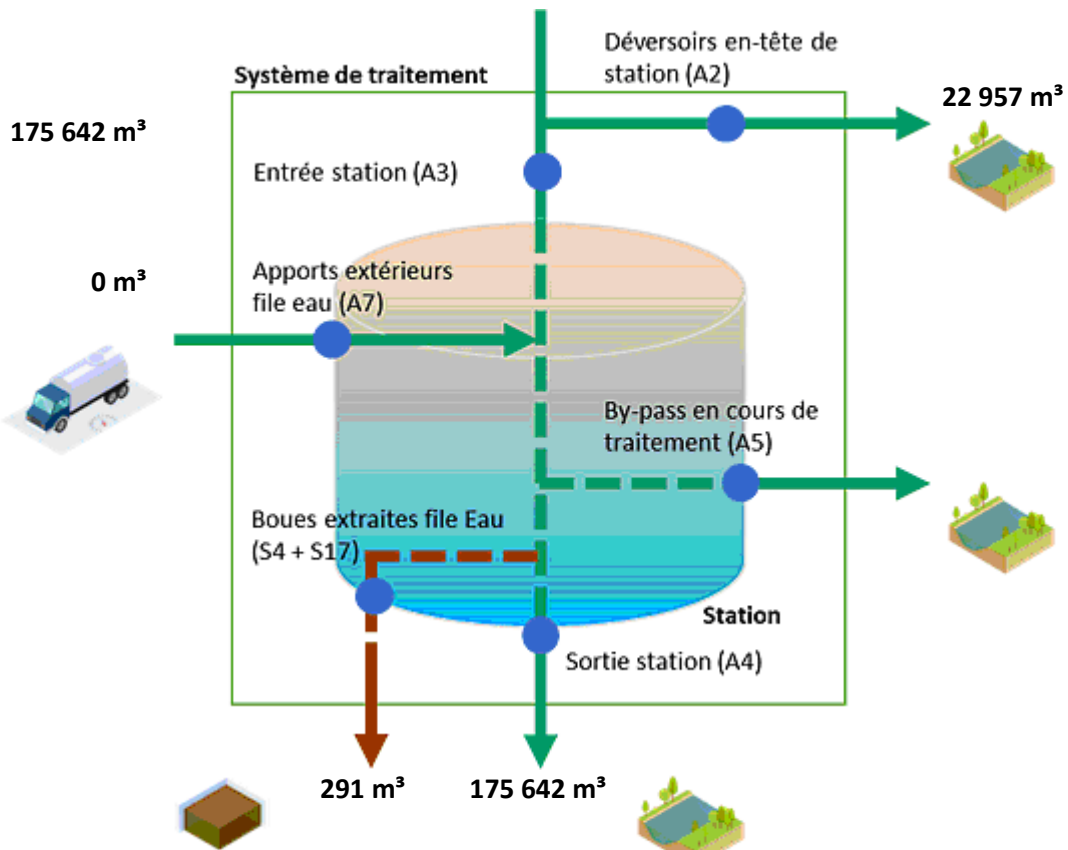 Déversoirs en-tête de
station (A2)
Système de traitement
22 957 m³
175 642 m³
Entrée station (A3)
Apports extérieurs
file eau (A7)
0 m³
By-pass en cours de
traitement (A5)
Boues extraites file Eau
(S4 + S17)
Station
Sortie station (A4)
291 m³
175 642 m³